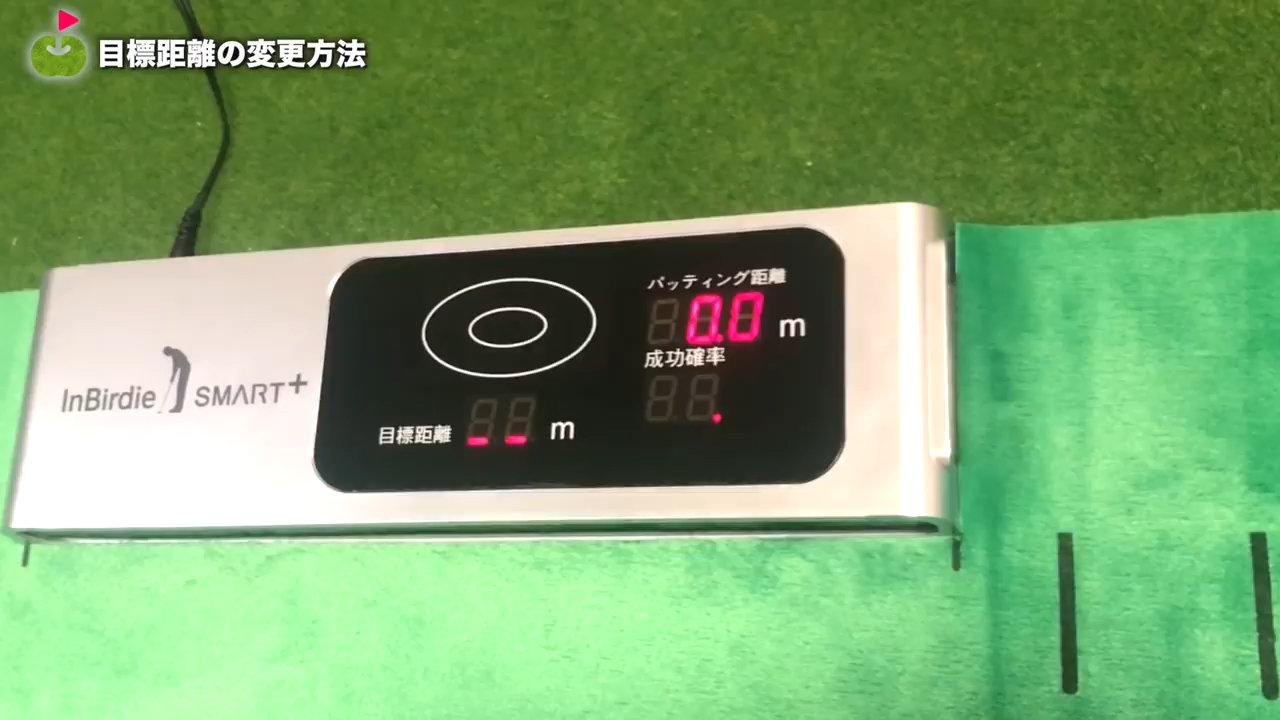 目標距離の変更方法
パッティング距離
0.0 m
成功確率
InBirdie SMART+
目標距離 _ _ m